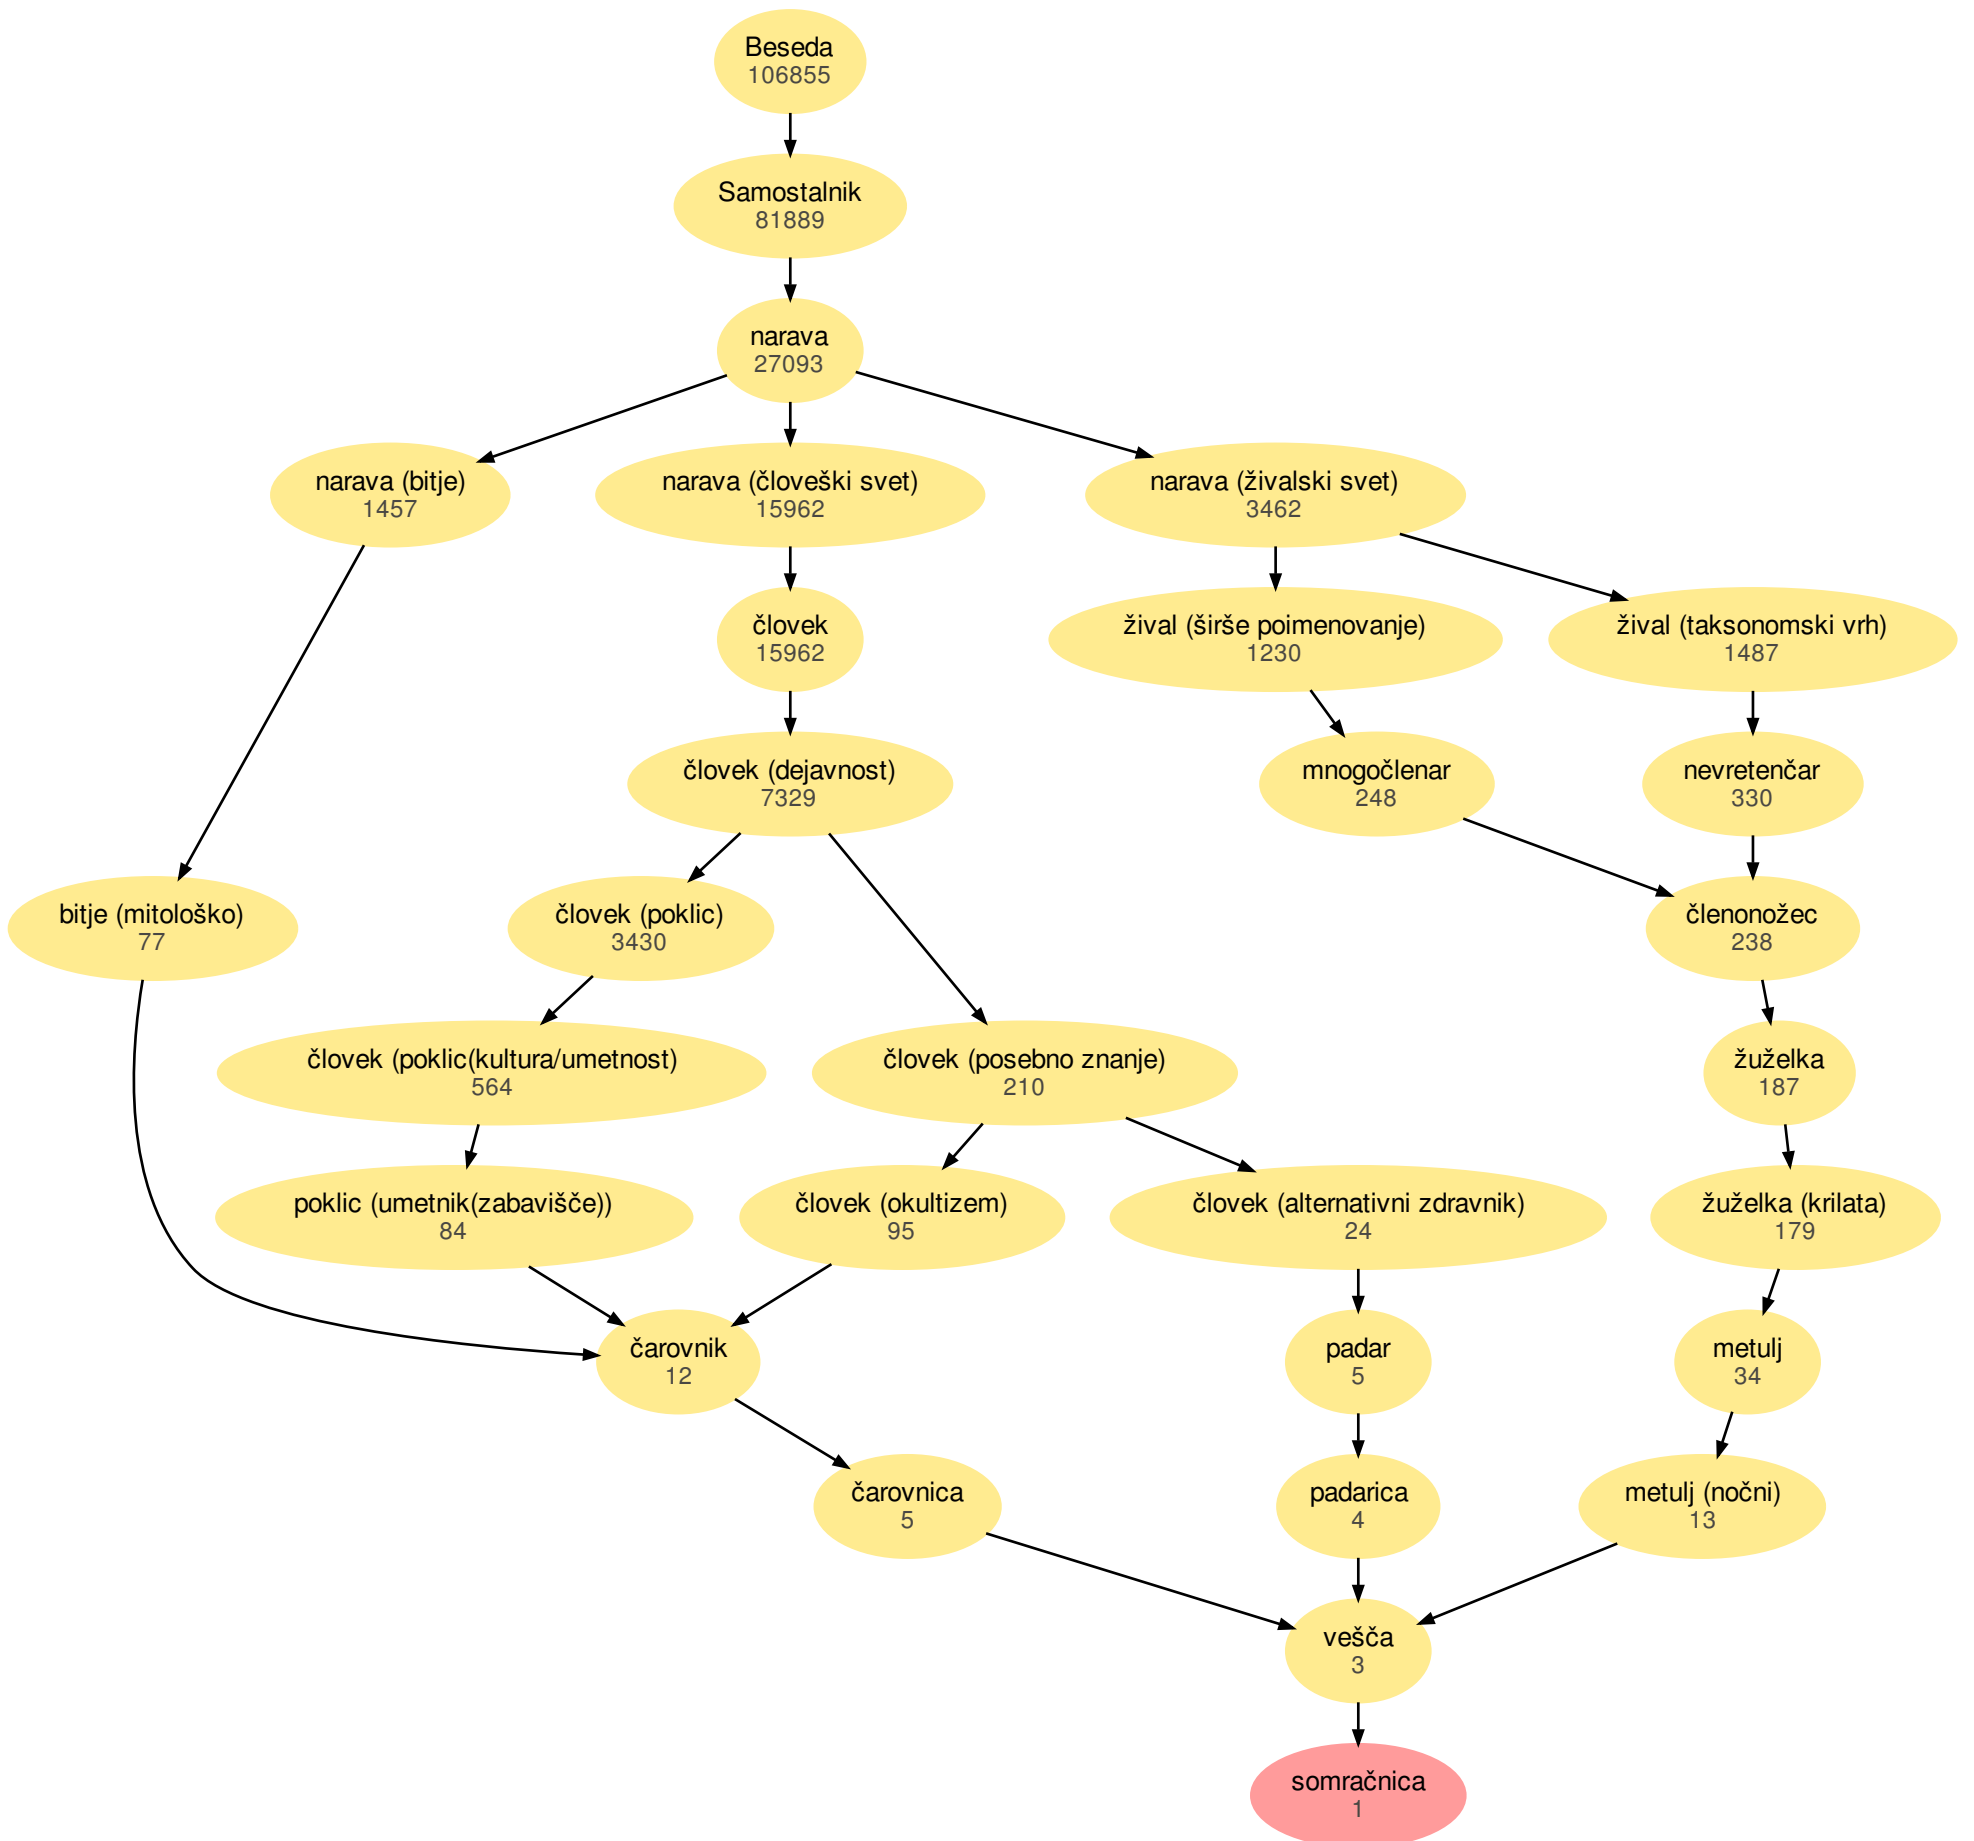 Beseda
106855
Samostalnik
81889
narava
27093
narava (bitje)
1457
narava (človeški svet)
15962
narava (živalski svet)
3462
človek
15962
žival (širše poimenovanje)
1230
žival (taksonomski vrh)
1487
človek (dejavnost)
7329
mnogočlenar
248
nevretenčar
330
bitje (mitološko)
77
človek (poklic)
3430
členonožec
238
človek (poklic(kultura/umetnost)
564
človek (posebno znanje)
210
žuželka
187
poklic (umetnik(zabavišče))
84
človek (okultizem)
95
človek (alternativni zdravnik)
24
žuželka (krilata)
179
čarovnik
12
padar
5
metulj
34
čarovnica
5
padarica
4
metulj (nočni)
13
vešča
3
somračnica
1